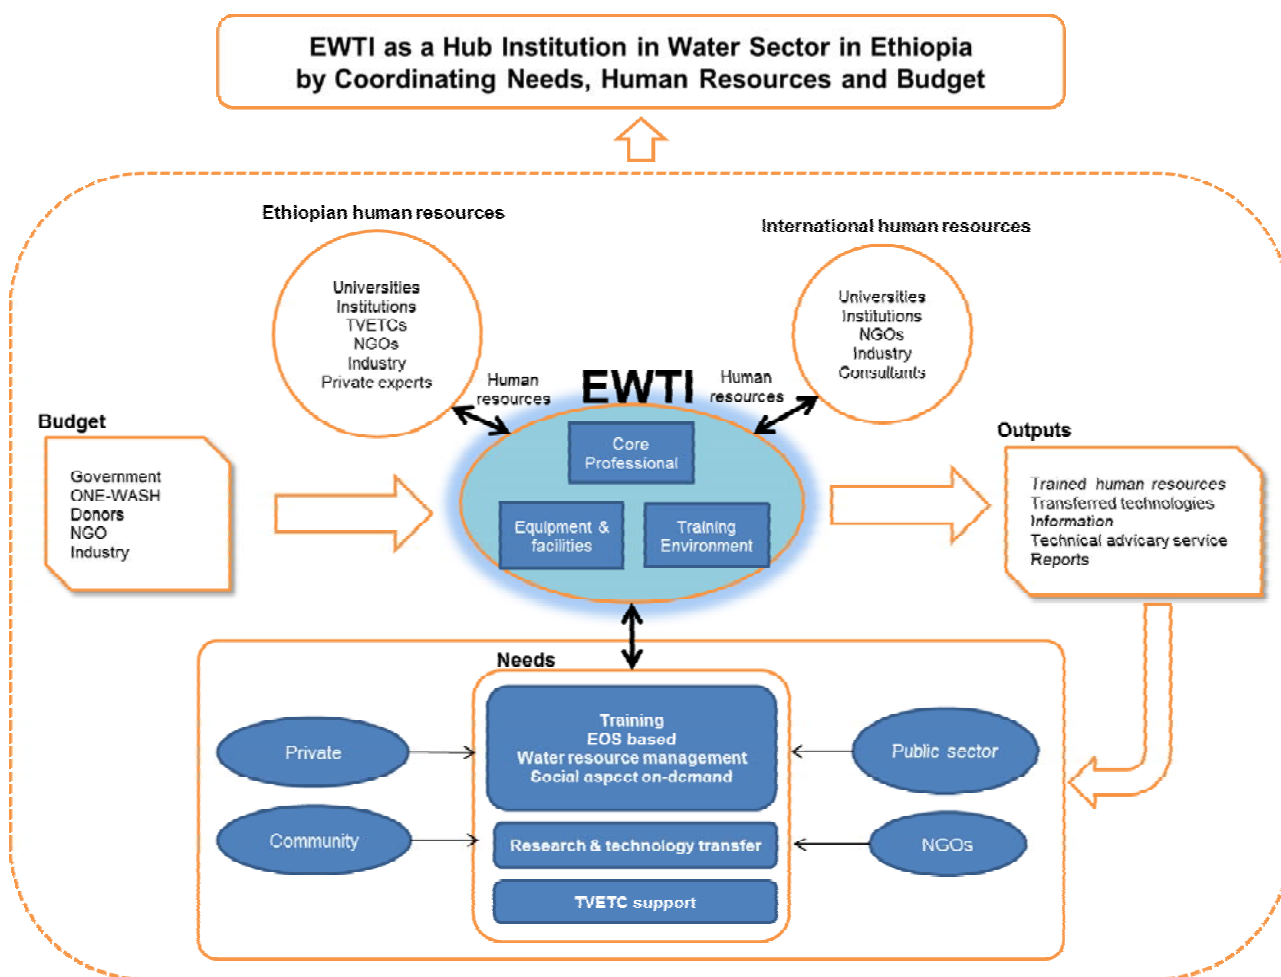 EWTI as a Hub Institution in Water Sector in Ethiopia
by Coordinating Needs, Human Resources and Budget
Ethiopian human resources
Universities
Institutions
TVETCs
NGOs
Industry
Private experts
International human resources
Universities
Institutions
NGOs
Industry
Consultants
Human
resources
EWTI
Human
resources
Budget
Government
ONE-WASH
Donors
NGO
Industry
Core
Professional
Equipment &
facilities
Training
Environment
Outputs
Trained human resources
Transferred technologies
Information
Technical advicary service
Reports
Needs
Training
EOS based
Water resource management
Social aspect on-demand
Research & technology transfer
TVETC support
Private
Community
Public sector
NGOs